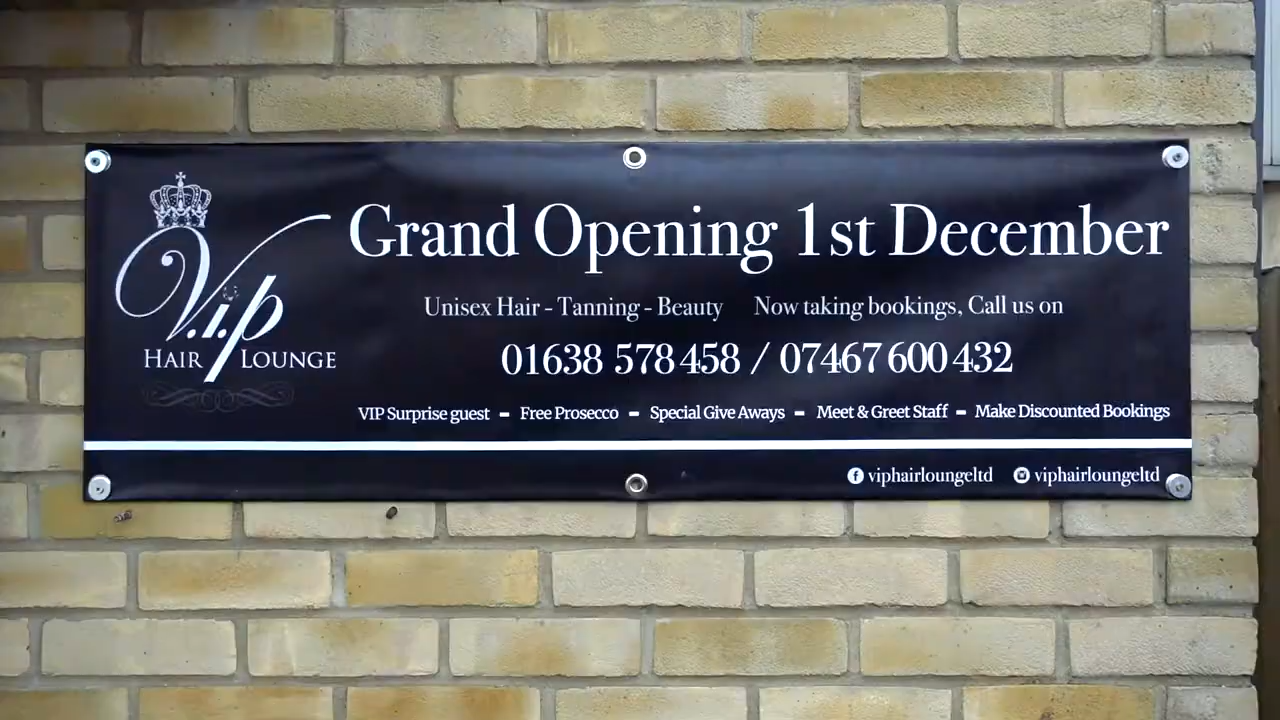 V.i.p
HAIR LOUNGE
Grand Opening 1st December
Unisex Hair - Tanning - Beauty Now taking bookings, Call us on
01638 578 458 / 07467 600 432
VIP Surprise guest - Free Prosecco - Special Give Aways - Meet & Greet Staff - Make Discounted Bookings
viphairloungeltd viphairloungeltd